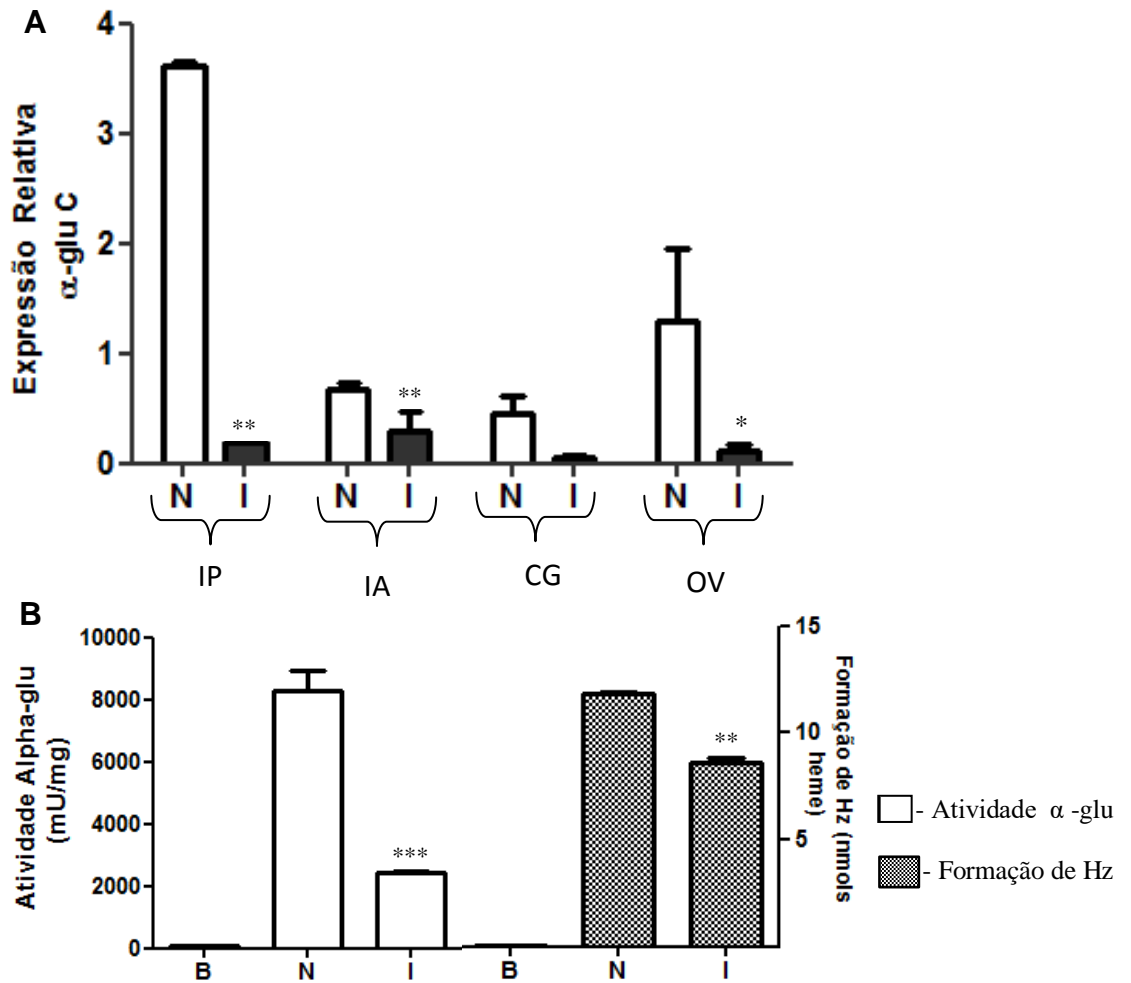 A
Expressão Relativa
α-glu C
4
3
2
1
0
**
**
*
N I N I N I N I
IP IA CG OV
B
Atividade Alpha-glu
(mU/mg)
10000
8000
6000
4000
2000
0
***
**
B N I B N I
15
10
5
Formação de Hz (nmols
heme)
- Atividade α -glu
- Formação de Hz